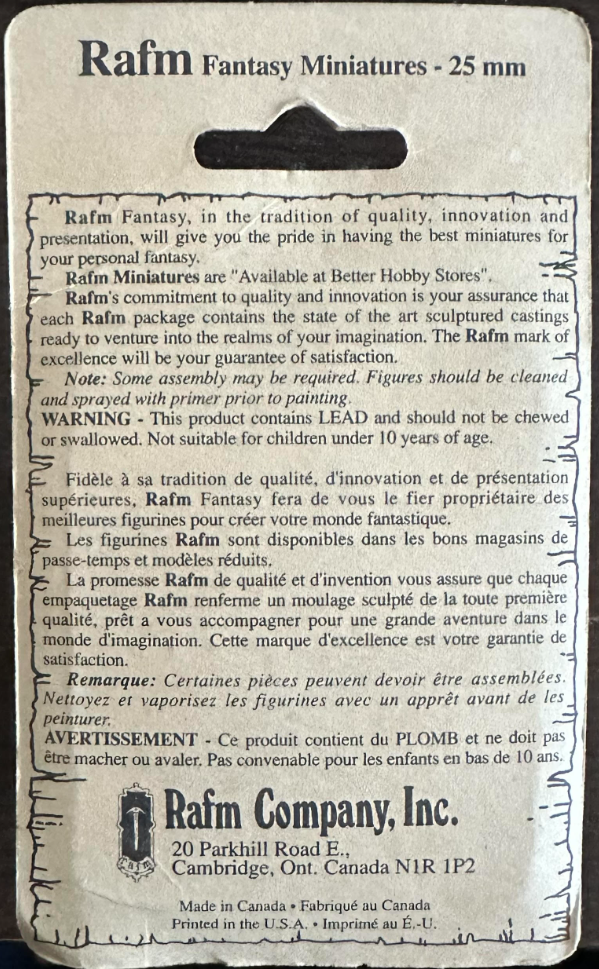 Rafm Fantasy Miniatures - 25 mm
Rafm Fantasy, in the tradition of quality, innovation and
presentation, will give you the pride in having the best miniatures for
your personal fantasy.
Rafm Miniatures are "Available at Better Hobby Stores".
Rafm's commitment to quality and innovation is your assurance that
each Rafm package contains the state of the art sculptured castings
ready to venture into the realms of your imagination. The Rafm mark of
excellence will be your guarantee of satisfaction.
Note: Some assembly may be required. Figures should be cleaned
and sprayed with primer prior to painting.
WARNING - This product contains LEAD and should not be chewed
or swallowed. Not suitable for children under 10 years of age.
Fidèle à sa tradition de qualité, d'innovation et de présentation
supérieures, Rafm Fantasy fera de vous le fier propriétaire des
meilleures figurines pour créer votre monde fantastique.
Les figurines Rafm sont disponibles dans les bons magasins de
passe-temps et modèles réduits.
La promesse Rafm de qualité et d'invention vous assure que chaque
empaquetage Rafm renferme un moulage sculpté de la toute première
qualité, prêt a vous accompagner pour une grande aventure dans le
monde d'imagination. Cette marque d'excellence est votre garantie de
satisfaction.
Remarque: Certaines pièces peuvent devoir être assemblées.
Nettoyez et vaporisez les figurines avec un apprêt avant de les
peinturer.
AVERTISSEMENT - Ce produit contient du PLOMB et ne doit pas
être macher ou avaler. Pas convenable pour les enfants en bas de 10 ans.
Rafm
Rafm Company, Inc.
20 Parkhill Road E.,
Cambridge, Ont. Canada N1R 1P2
Made in Canada • Fabriqué au Canada
Printed in the U.S.A. • Imprimé au É.-U.